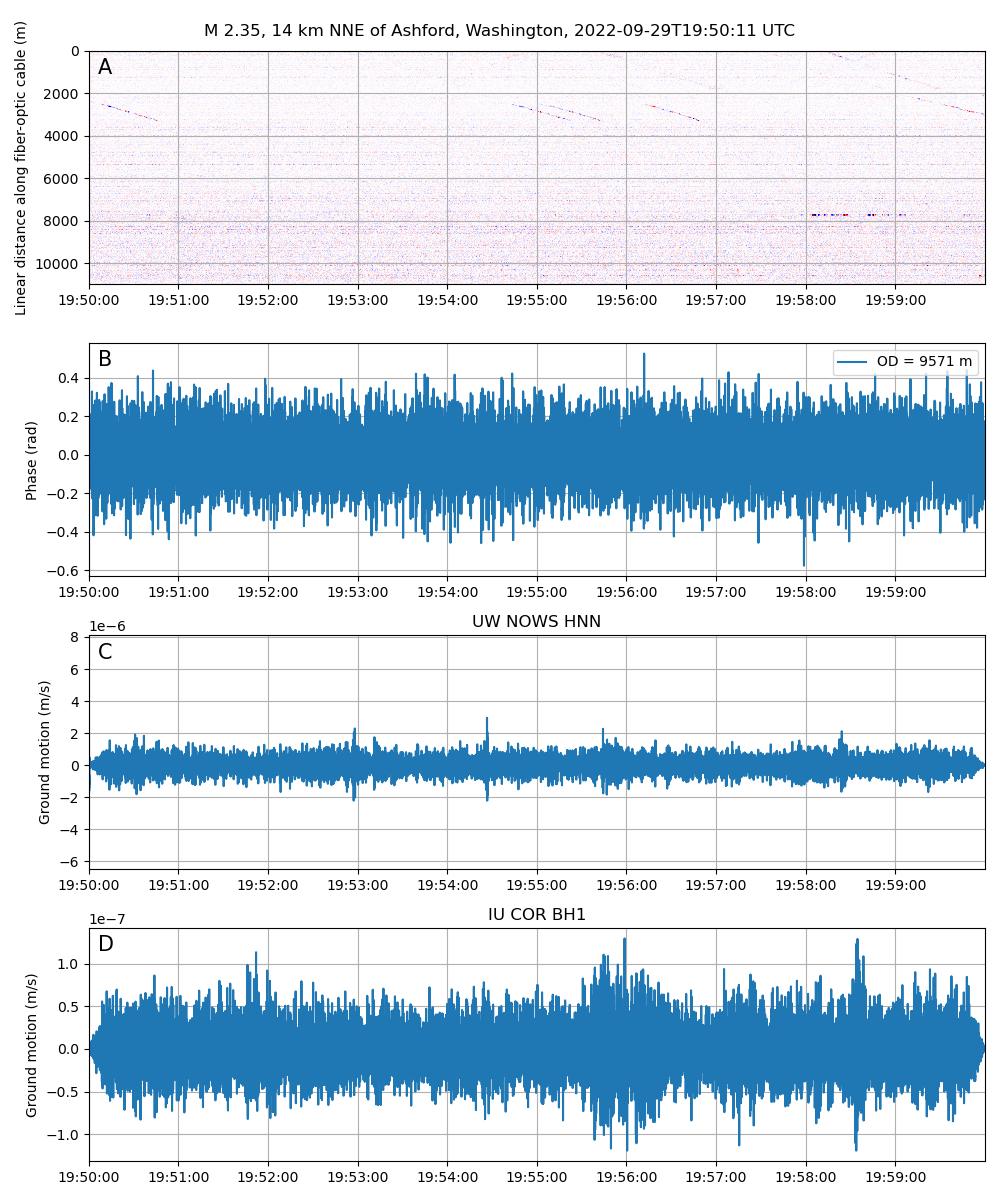 M 2.35, 14 km NNE of Ashford, Washington, 2022-09-29T19:50:11 UTC
A
Linear distance along fiber-optic cable (m)
0
2000
4000
6000
8000
10000
19:50:00 19:51:00 19:52:00 19:53:00 19:54:00 19:55:00 19:56:00 19:57:00 19:58:00 19:59:00
B
OD = 9571 m
Phase (rad)
0.4
0.2
0.0
−0.2
−0.4
−0.6
19:50:00 19:51:00 19:52:00 19:53:00 19:54:00 19:55:00 19:56:00 19:57:00 19:58:00 19:59:00
UW NOWS HNN
1e−6
C
Ground motion (m/s)
8
6
4
2
0
−2
−4
−6
19:50:00 19:51:00 19:52:00 19:53:00 19:54:00 19:55:00 19:56:00 19:57:00 19:58:00 19:59:00
IU COR BH1
1e−7
D
Ground motion (m/s)
1.0
0.5
0.0
−0.5
−1.0
19:50:00 19:51:00 19:52:00 19:53:00 19:54:00 19:55:00 19:56:00 19:57:00 19:58:00 19:59:00